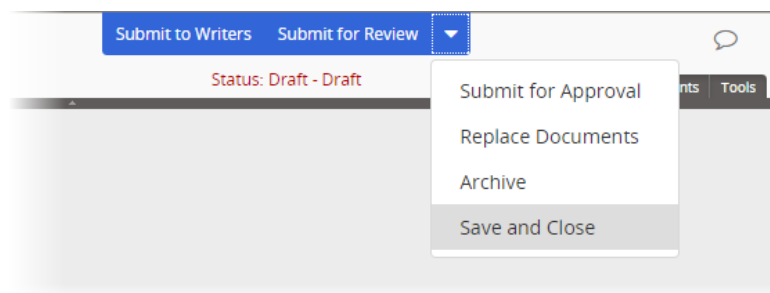 Submit to Writers Submit for Review
Status: Draft - Draft
Submit for Approval
Tools
Replace Documents
Archive
Save and Close